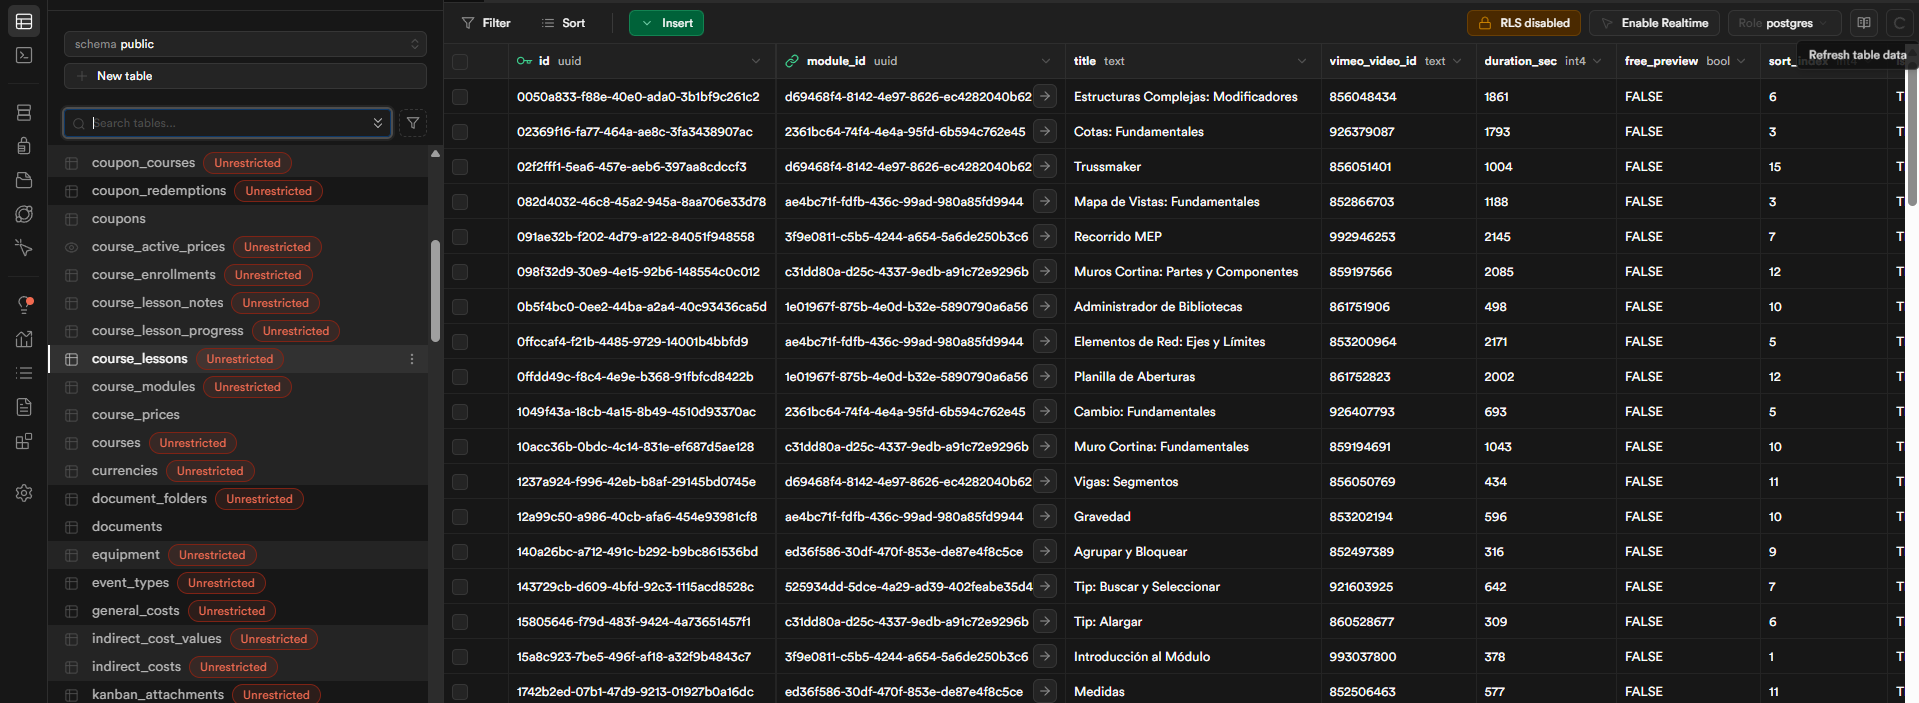 Filter Sort Insert RLS disabled Enable Realtime Role postgres
Refresh table data
schema public
New table
Search tables...
coupon_courses Unrestricted
coupon_redemptions Unrestricted
coupons
course_active_prices Unrestricted
course_enrollments Unrestricted
course_lesson_notes Unrestricted
course_lesson_progress Unrestricted
course_lessons Unrestricted
course_modules Unrestricted
course_prices
courses Unrestricted
currencies Unrestricted
document_folders Unrestricted
documents
equipment Unrestricted
event_types Unrestricted
general_costs Unrestricted
indirect_cost_values Unrestricted
indirect_costs Unrestricted
kanban_attachments Unrestricted
id uuid module_id uuid title text vimeo_video_id text duration_sec int4 free_preview bool sort_index int4
0050a833-f88e-40e0-ada0-3b1bf9c261c2 d69468f4-8142-4e97-8626-ec4282040b62 Estructuras Complejas: Modificadores 856048434 1861 FALSE 6 T
02369f16-fa77-464a-ae8c-3fa3438907ac 2361bc64-74f4-4e4a-95fd-6b594c762e45 Cotas: Fundamentales 926379087 1793 FALSE 3 T
02f2fff1-5ea6-457e-aeb6-397aa8cdccf3 d69468f4-8142-4e97-8626-ec4282040b62 Trussmaker 856051401 1004 FALSE 15 T
082d4032-46c8-45a2-945a-8aa706e33d78 ae4bc71f-fdfb-436c-99ad-980a85fd9944 Mapa de Vistas: Fundamentales 852866703 1188 FALSE 3 T
091ae32b-f202-4d79-a122-84051f948558 3f9e0811-c5b5-4244-a654-5a6de250b3c6 Recorrido MEP 992946253 2145 FALSE 7 T
098f32d9-30e9-4e15-92b6-148554c0c012 c31dd80a-d25c-4337-9edb-a91c72e9296b Muros Cortina: Partes y Componentes 859197566 2085 FALSE 12 T
0b5f4bc0-0ee2-44ba-a2a4-40c93436ca5d 1e01967f-875b-4e0d-b32e-5890790a6a56 Administrador de Bibliotecas 861751906 498 FALSE 10 T
0ffccaf4-f21b-4485-9729-14001b4bbfd9 ae4bc71f-fdfb-436c-99ad-980a85fd9944 Elementos de Red: Ejes y Límites 853200964 2171 FALSE 5 T
0ffdd49c-f8c4-4e9e-b368-91fbfcd8422b 1e01967f-875b-4e0d-b32e-5890790a6a56 Planilla de Aberturas 861752823 2002 FALSE 12 T
1049f43a-18cb-4a15-8b49-4510d93370ac 2361bc64-74f4-4e4a-95fd-6b594c762e45 Cambio: Fundamentales 926407793 693 FALSE 5 T
10acc36b-0bdc-4c14-831e-ef687d5ae128 c31dd80a-d25c-4337-9edb-a91c72e9296b Muro Cortina: Fundamentales 859194691 1043 FALSE 10 T
1237a924-f996-42eb-b8af-29145bd0745e d69468f4-8142-4e97-8626-ec4282040b62 Vigas: Segmentos 856050769 434 FALSE 11 T
12a99c50-a986-40cb-afa6-454e93981cf8 ae4bc71f-fdfb-436c-99ad-980a85fd9944 Gravedad 853202194 596 FALSE 10 T
140a26bc-a712-491c-b292-b9bc861536bd ed36f586-30df-470f-853e-de87e4f8c5ce Agrupar y Bloquear 852497389 316 FALSE 9 T
143729cb-d609-4bfd-92c3-1115acd8528c 525934dd-5dce-4a29-ad39-402feabe35d4 Tip: Buscar y Seleccionar 921603925 642 FALSE 7 T
15805646-f79d-483f-9424-4a73651457f1 c31dd80a-d25c-4337-9edb-a91c72e9296b Tip: Alargar 860528677 309 FALSE 6 T
15a8c923-7be5-496f-af18-a32f9b4843c7 3f9e0811-c5b5-4244-a654-5a6de250b3c6 Introducción al Módulo 993037800 378 FALSE 1 T
1742b2ed-07b1-47d9-9213-01927b0a16dc ed36f586-30df-470f-853e-de87e4f8c5ce Medidas 852506463 577 FALSE 11 T